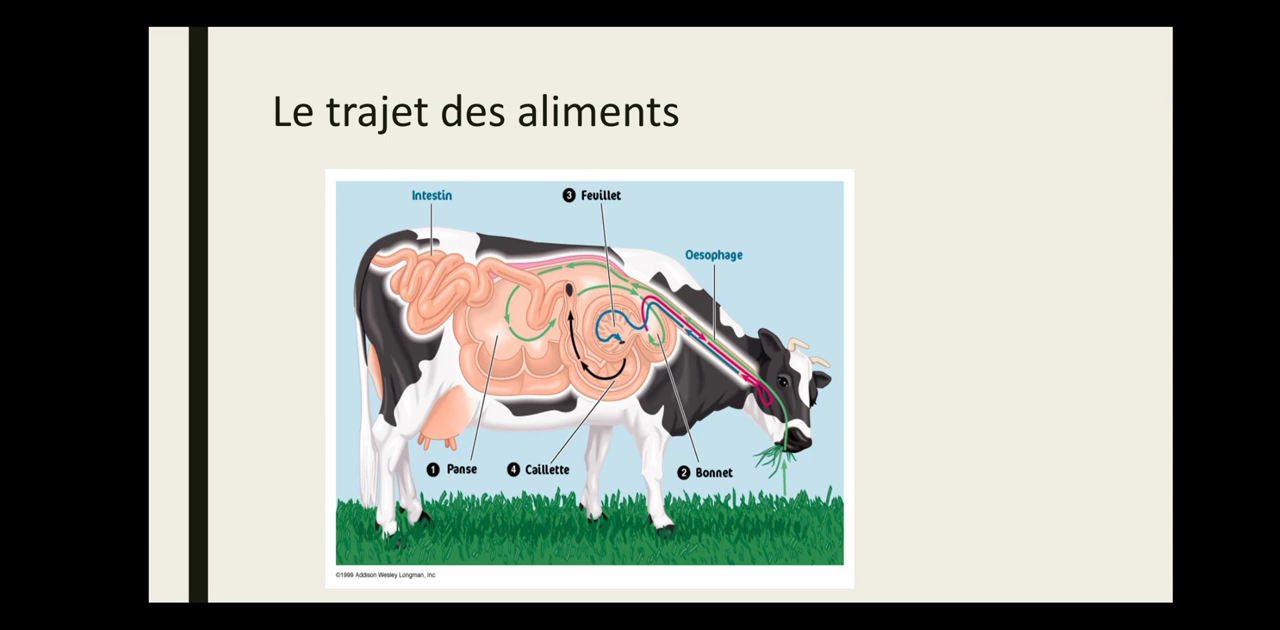 Le trajet des aliments
Intestin
3 Feuillet
Oesophage
1 Panse
4 Caillette
2 Bonnet
©1999 Addison Wesley Longman, Inc.